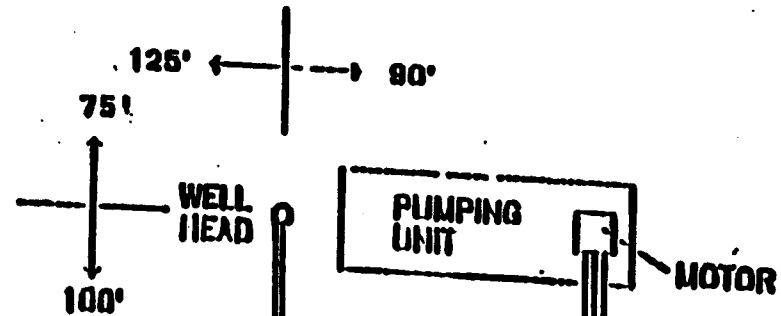 125' 90'
75'
WELL
HEAD
PUMPING
UNIT
MOTOR
100'